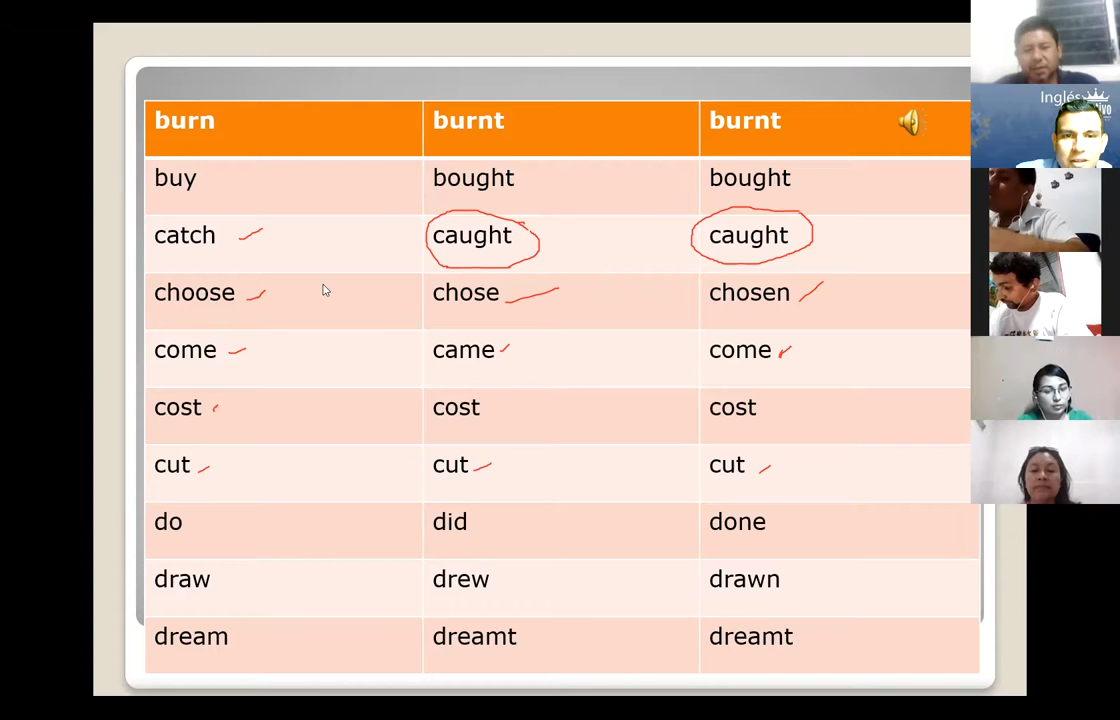 burn burnt burnt
buy bought bought
catch caught caught
choose chose chosen
come came come
cost cost cost
cut cut cut
do did done
draw drew drawn
dream dreamt dreamt
Inglés